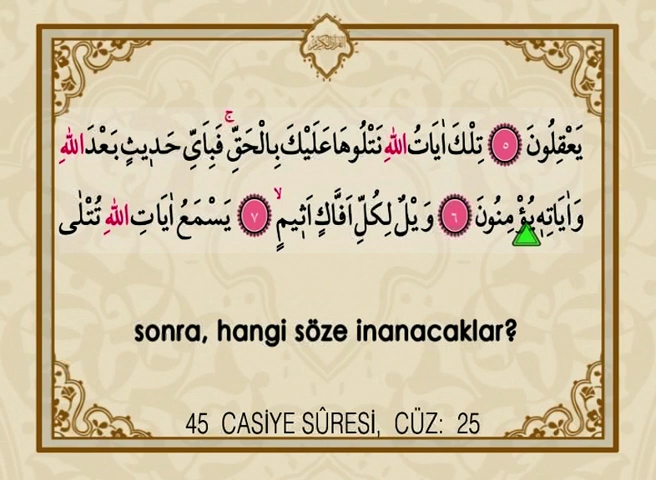 يَعْقِلُونَ ٥ تِلْكَ اٰيَاتُ اللّٰهِ نَتْلُوهَا عَلَيْكَ بِالْحَقِّۚ فَبِاَيِّ حَد۪يثٍ بَعْدَ اللّٰهِ
وَاٰيَاتِه۪ يُؤْمِنُونَ ٦ وَيْلٌ لِكُلِّ اَفَّاكٍ اَث۪يمٍۙ ٧ يَسْمَعُ اٰيَاتِ اللّٰهِ تُتْلٰى
sonra, hangi söze inanacaklar?
45 CASİYE SÛRESİ, CÜZ: 25